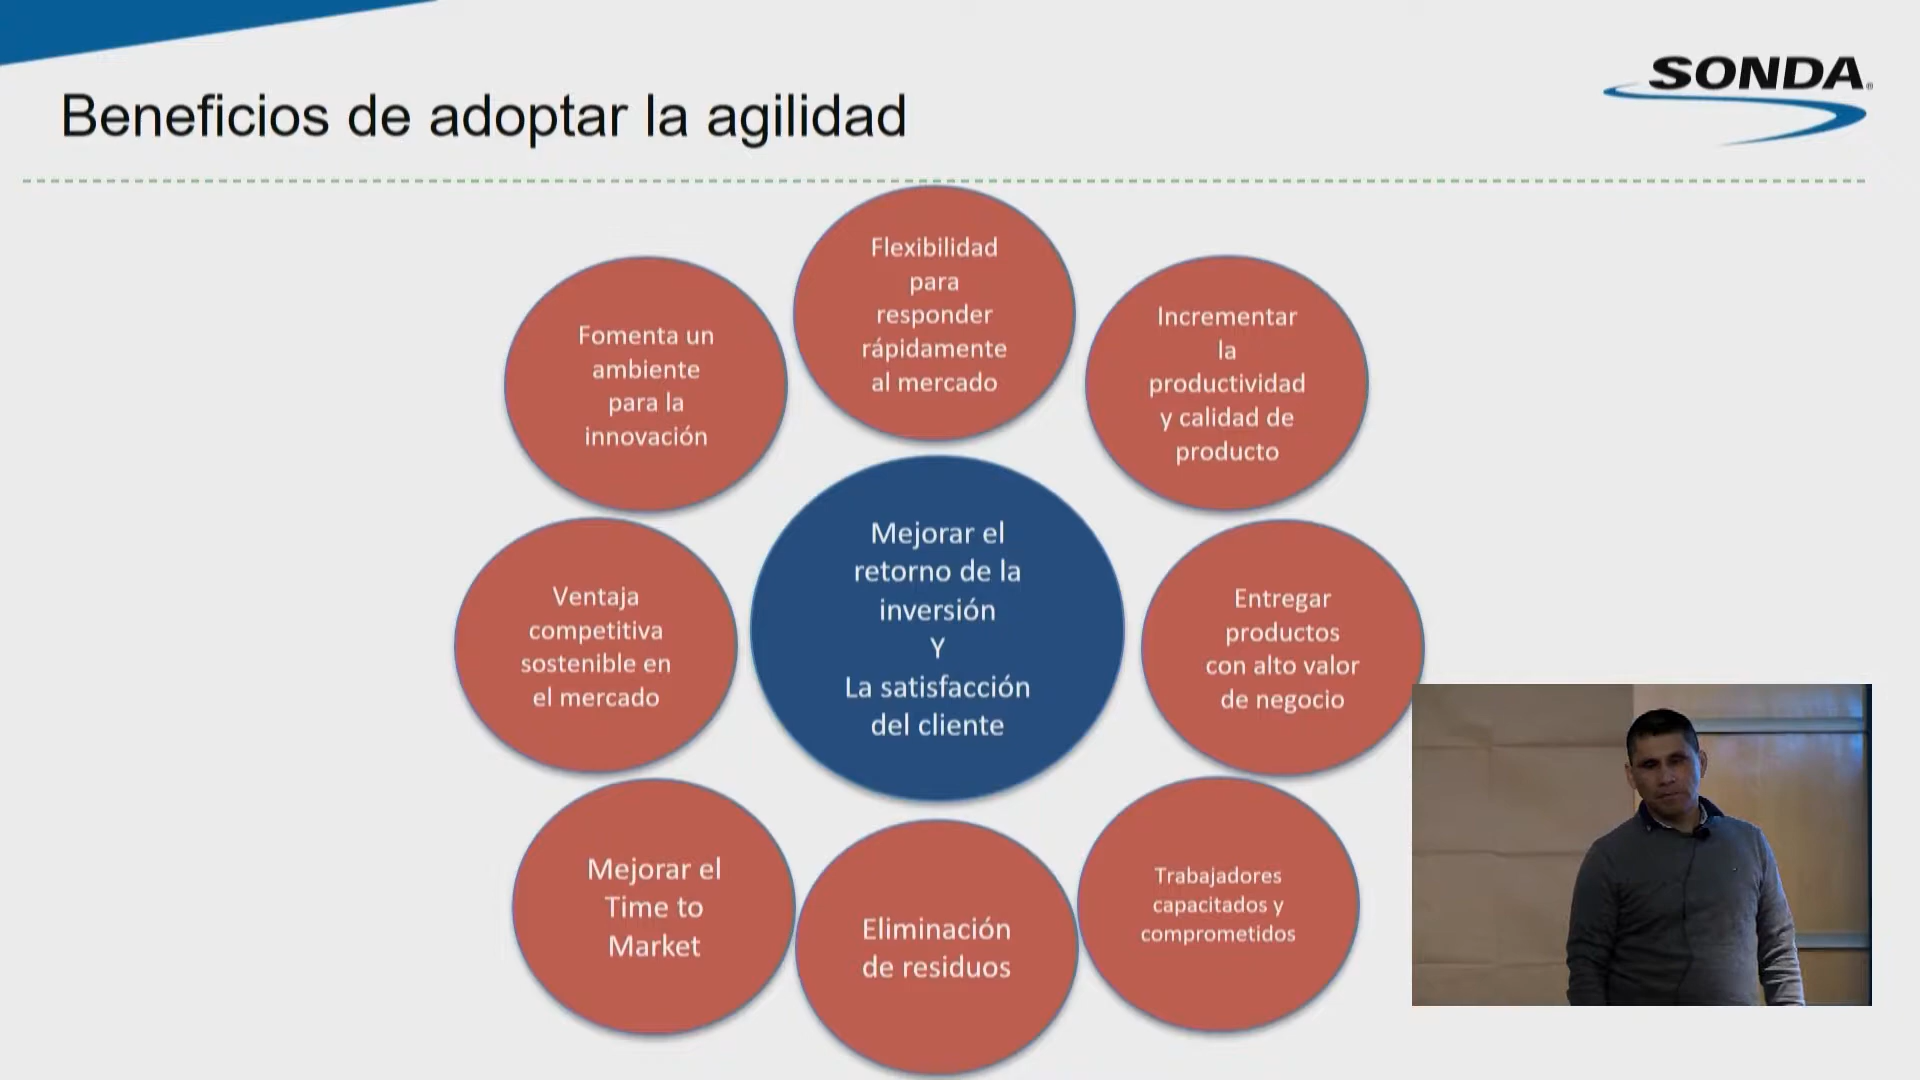 SONDA®
Beneficios de adoptar la agilidad
Flexibilidad
para
responder
rápidamente
al mercado
Incrementar
la
productividad
y calidad de
producto
Entregar
productos
con alto valor
de negocio
Trabajadores
capacitados y
comprometidos
Eliminación
de residuos
Mejorar el
Time to
Market
Ventaja
competitiva
sostenible en
el mercado
Fomenta un
ambiente
para la
innovación
Mejorar el
retorno de la
inversión
Y
La satisfacción
del cliente